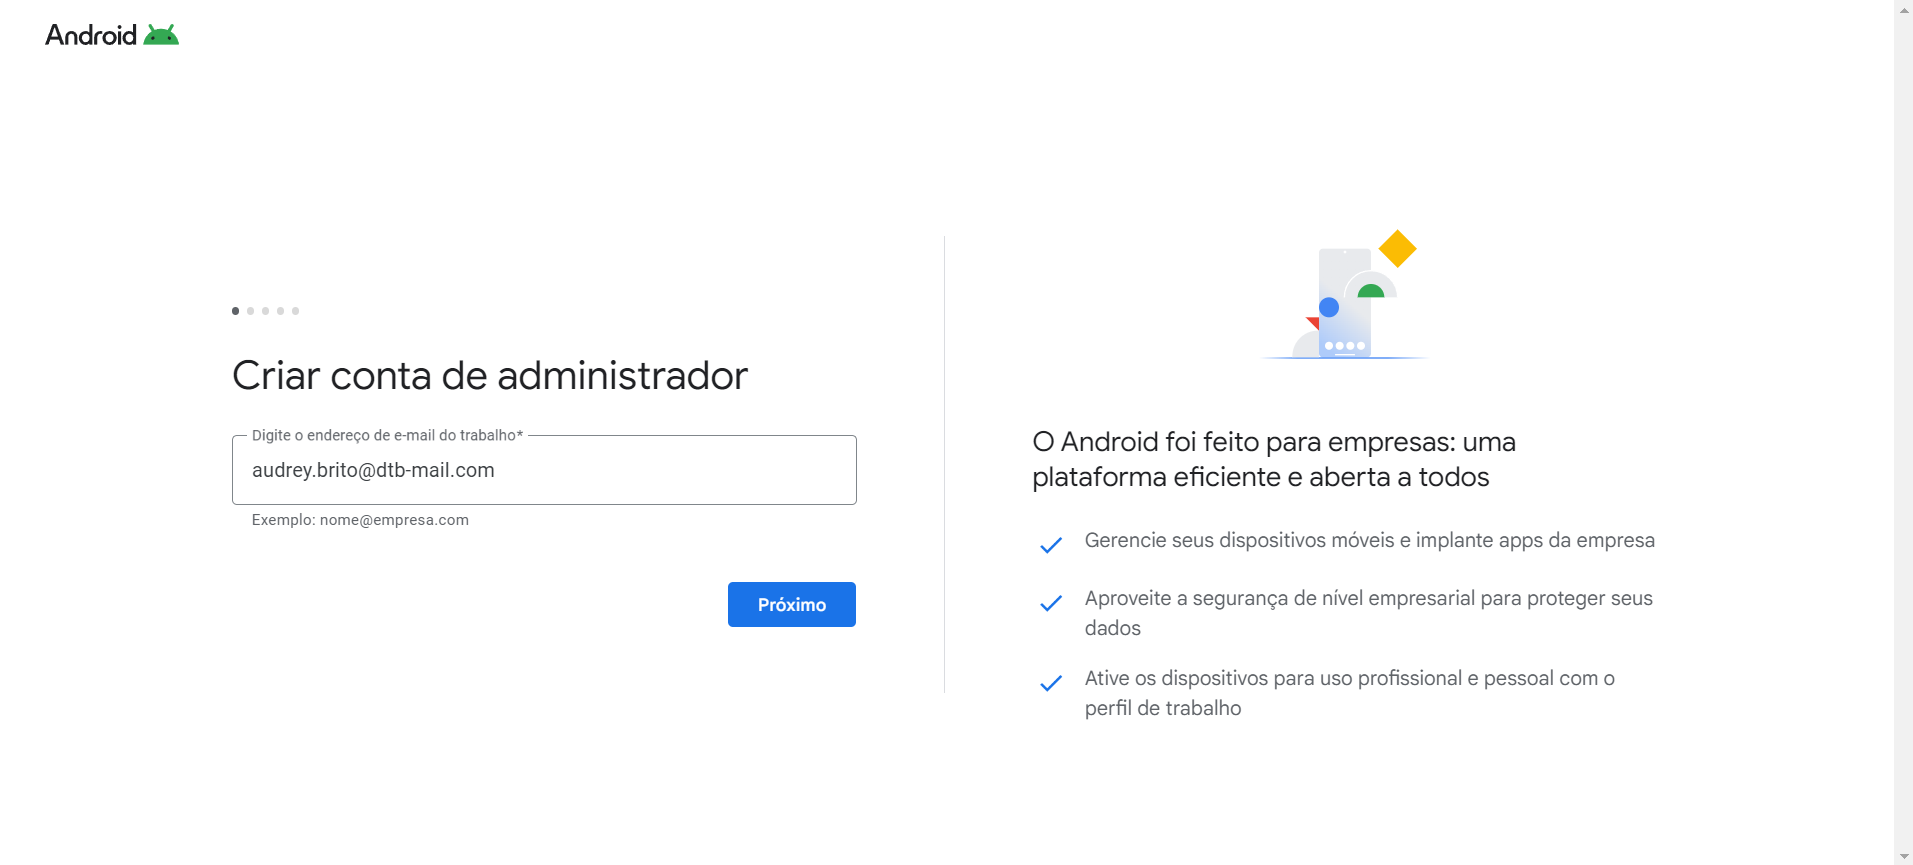 Android
Criar conta de administrador
Digite o endereço de e-mail do trabalho*
audrey.brito@dtb-mail.com
Exemplo: nome@empresa.com
Próximo
O Android foi feito para empresas: uma
plataforma eficiente e aberta a todos
Gerencie seus dispositivos móveis e implante apps da empresa
Aproveite a segurança de nível empresarial para proteger seus
dados
Ative os dispositivos para uso profissional e pessoal com o
perfil de trabalho